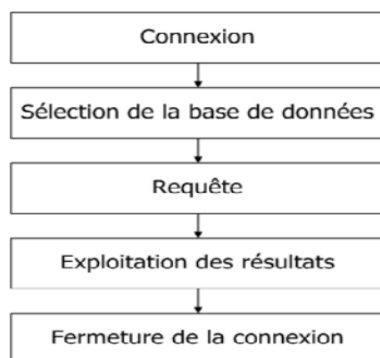 Connexion
Sélection de la base de données
Requête
Exploitation des résultats
Fermeture de la connexion